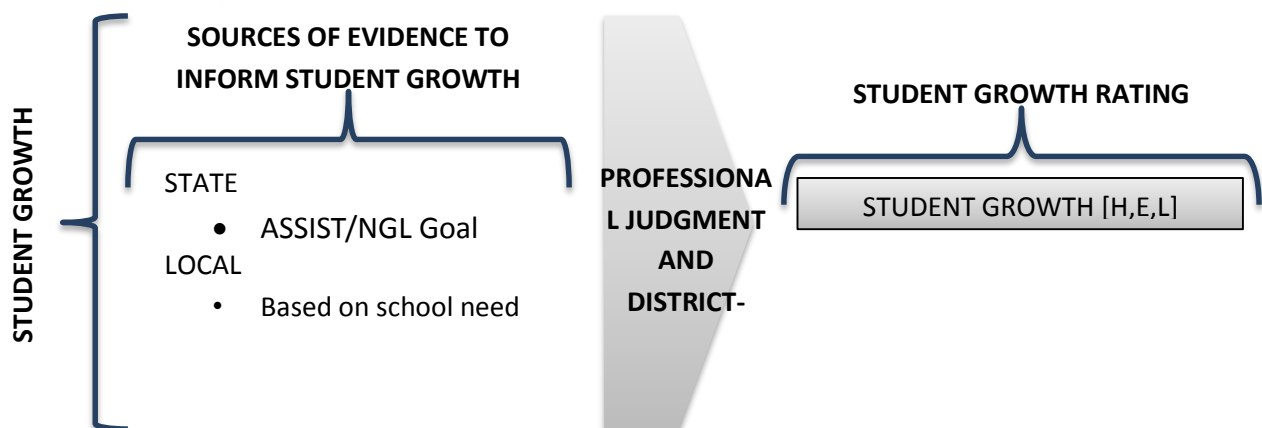 STUDENT GROWTH
SOURCES OF EVIDENCE TO
INFORM STUDENT GROWTH
STATE
● ASSIST/NGL Goal
LOCAL
• Based on school need
PROFESSIONA
L JUDGMENT
AND
DISTRICT-
STUDENT GROWTH RATING
STUDENT GROWTH [H,E,L]